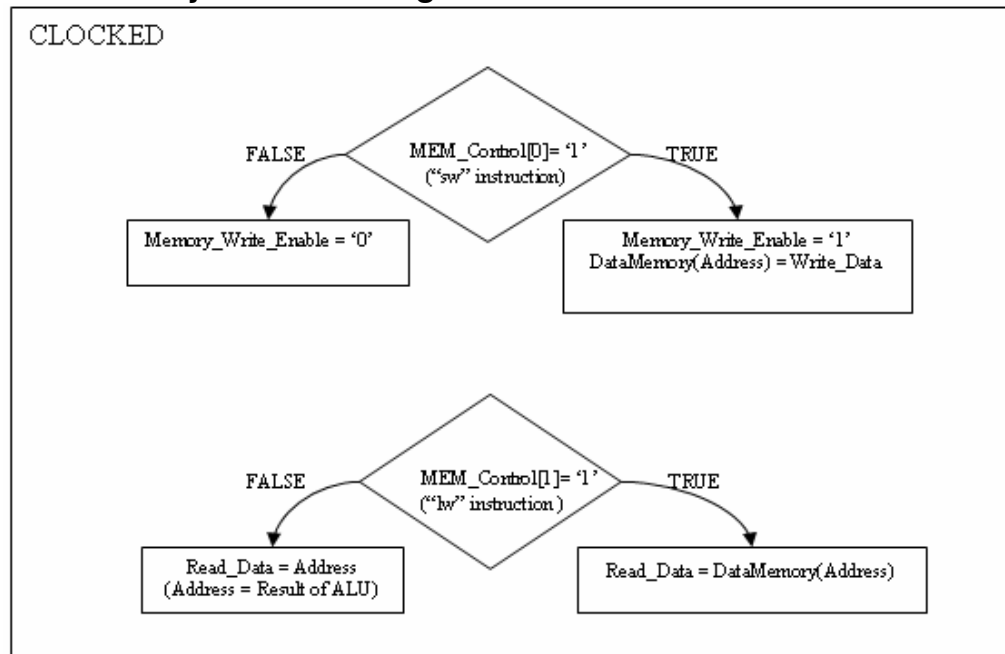 CLOCKED
MEM_Control[0]= ‘1’
(“sw” instruction)
FALSE
TRUE
Memory_Write_Enable = ‘0’
Memory_Write_Enable = ‘1’
DataMemory(Address) = Write_Data
MEM_Control[1]= ‘1’
(“lw” instruction )
FALSE
TRUE
Read_Data = Address
(Address = Result of ALU)
Read_Data = DataMemory(Address)